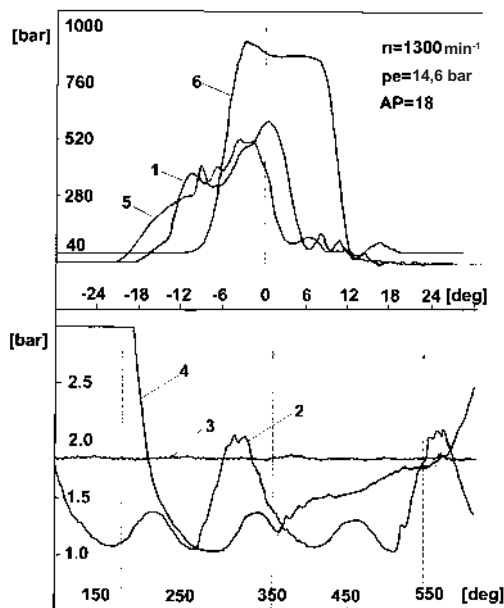 1000
[bar]
n=1300 min⁻¹
760
6
pe=14,6 bar
AP=18
520
1
280
5
40
-24 -18 -12 -6 0 6 12 18 24 [deg]
[bar]
4
2.5
2
2.0
3
1.5
1.0
150 250 350 450 550 [deg]